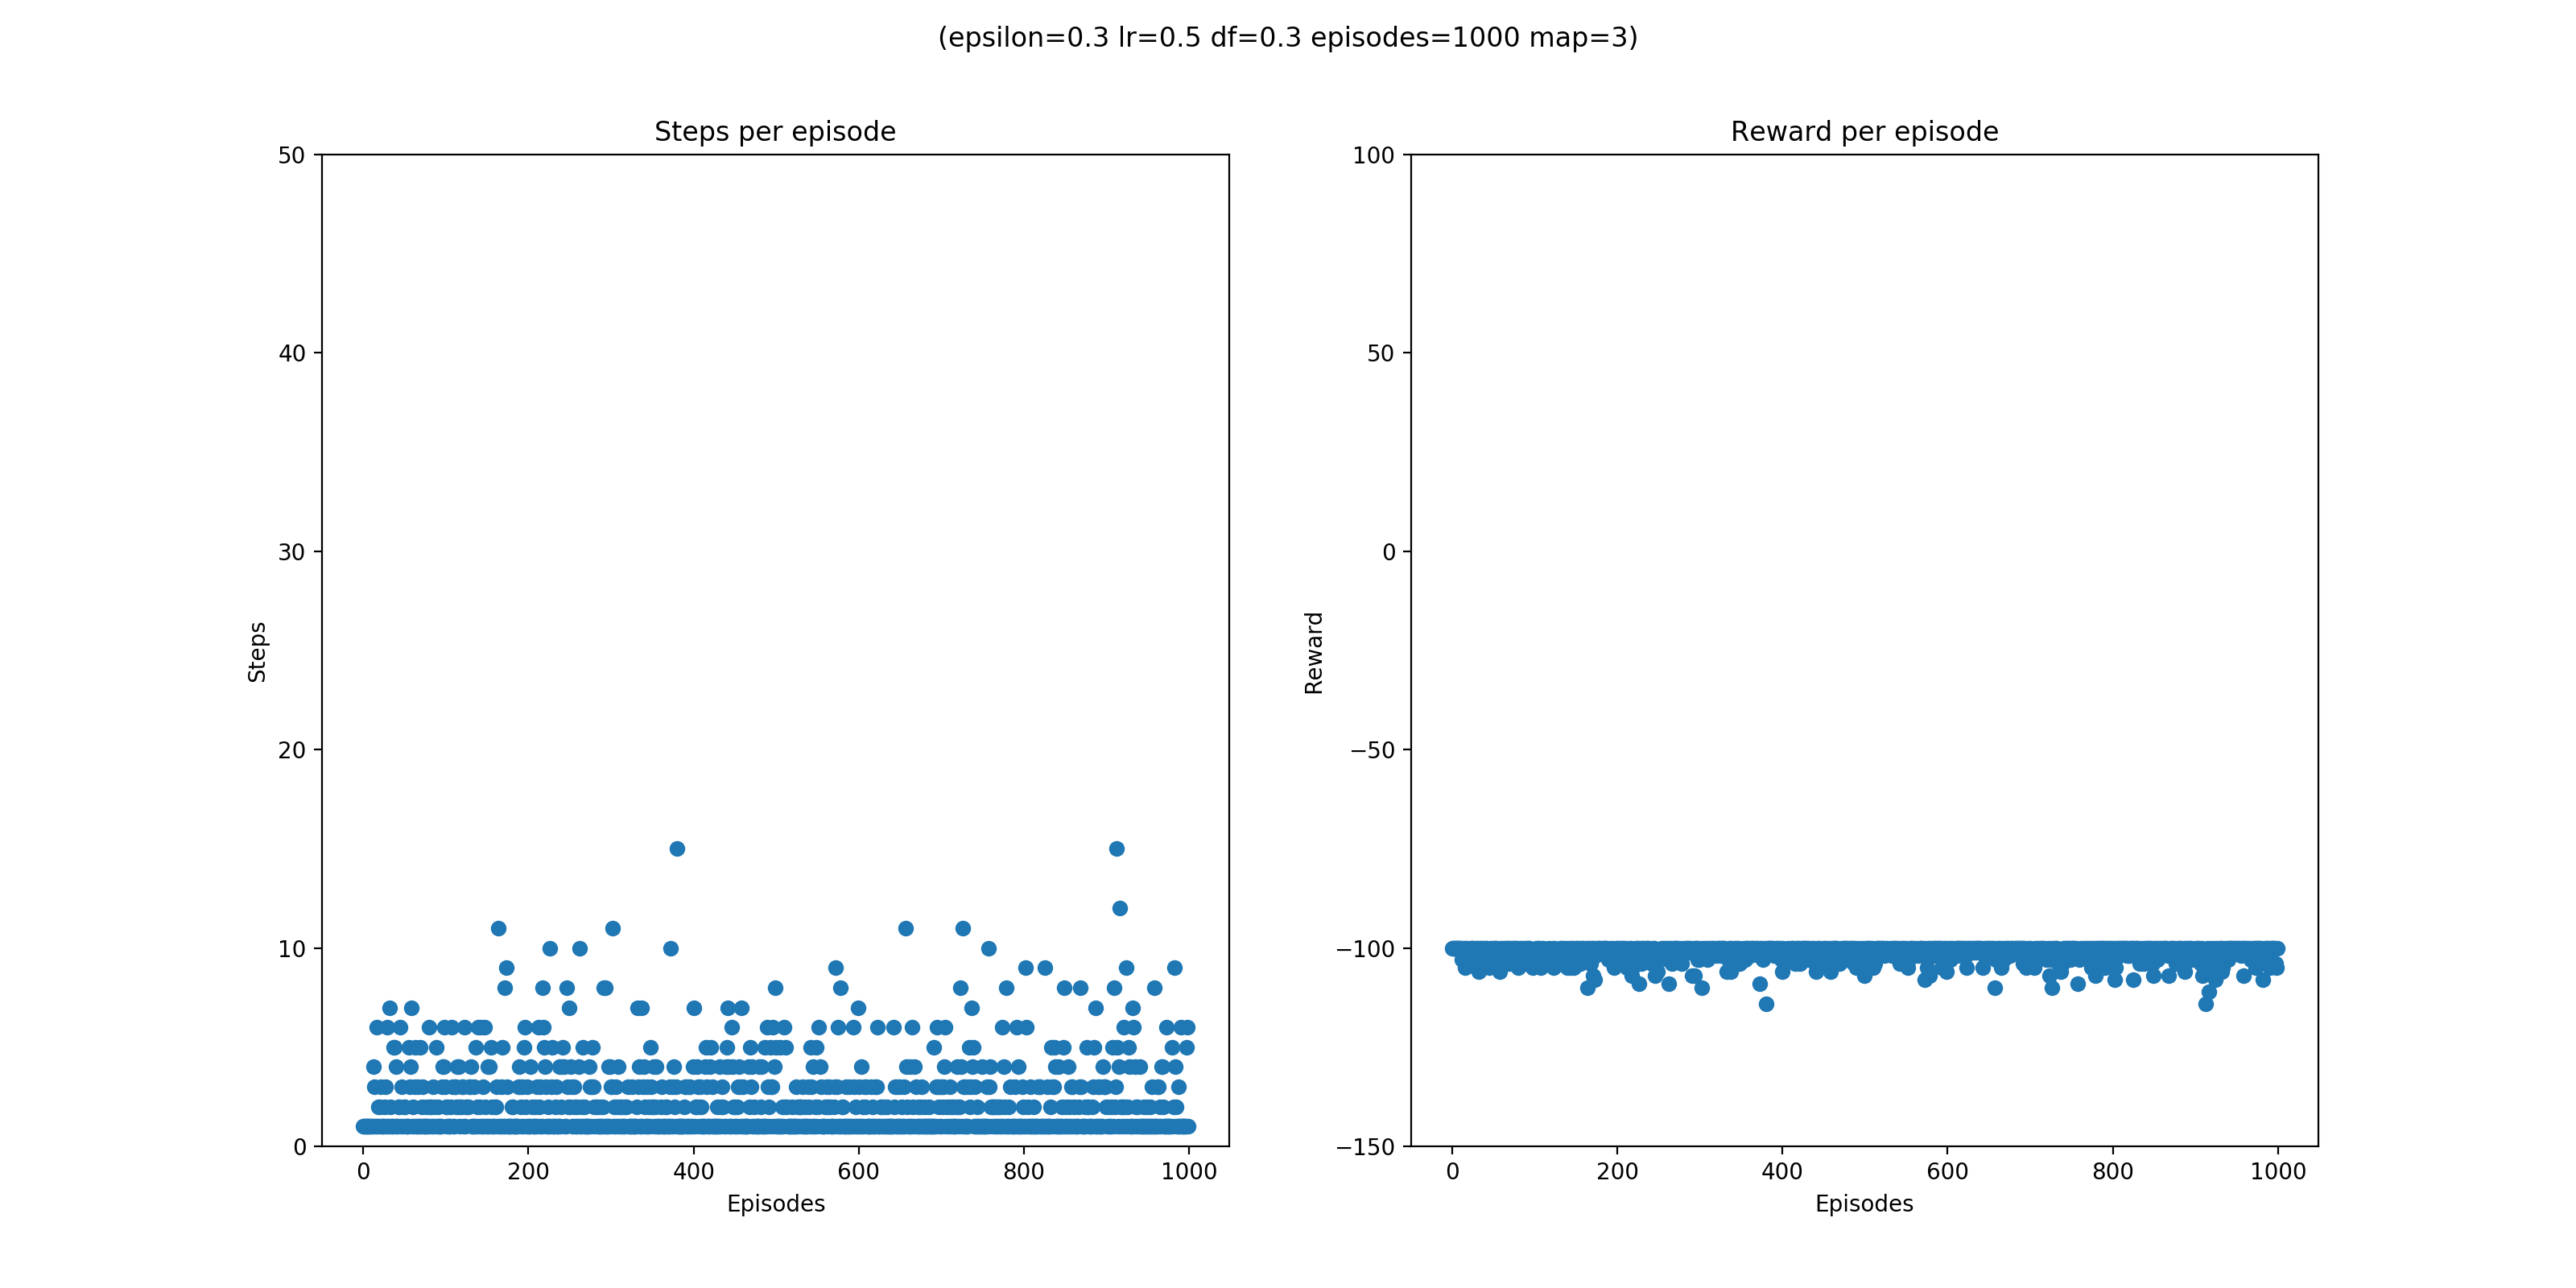 (epsilon=0.3 lr=0.5 df=0.3 episodes=1000 map=3)
Steps per episode
50
40
30
20
10
0
Steps
0 200 400 600 800 1000
Episodes
Reward per episode
100
50
0
−50
−100
−150
Reward
0 200 400 600 800 1000
Episodes